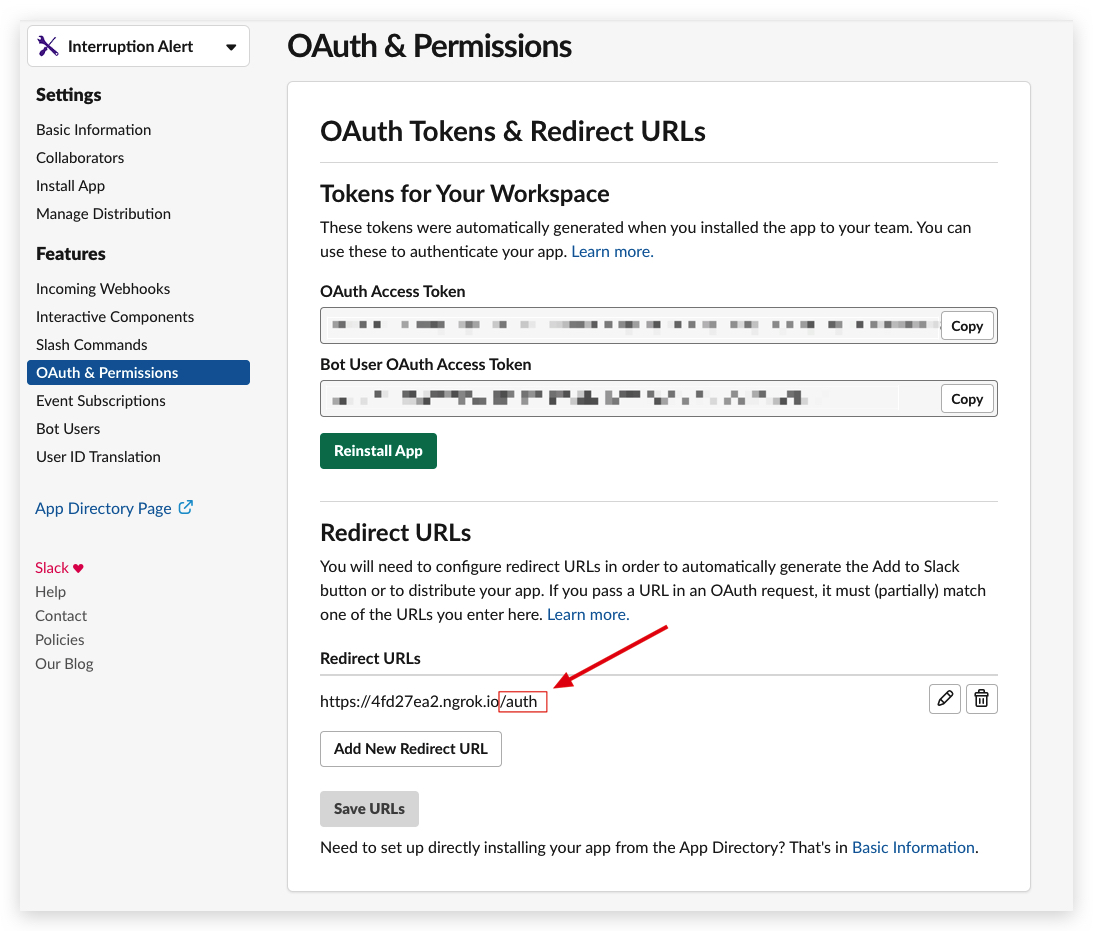 Interruption Alert
Settings
Basic Information
Collaborators
Install App
Manage Distribution
Features
Incoming Webhooks
Interactive Components
Slash Commands
OAuth & Permissions
Event Subscriptions
Bot Users
User ID Translation
App Directory Page
Slack
Help
Contact
Policies
Our Blog
OAuth & Permissions
OAuth Tokens & Redirect URLs
Tokens for Your Workspace
These tokens were automatically generated when you installed the app to your team. You can
use these to authenticate your app. Learn more.
OAuth Access Token
Copy
Bot User OAuth Access Token
Copy
Reinstall App
Redirect URLs
You will need to configure redirect URLs in order to automatically generate the Add to Slack
button or to distribute your app. If you pass a URL in an OAuth request, it must (partially) match
one of the URLs you enter here. Learn more.
Redirect URLs
https://4fd27ea2.ngrok.io/auth
Add New Redirect URL
Save URLs
Need to set up directly installing your app from the App Directory? That's in Basic Information.